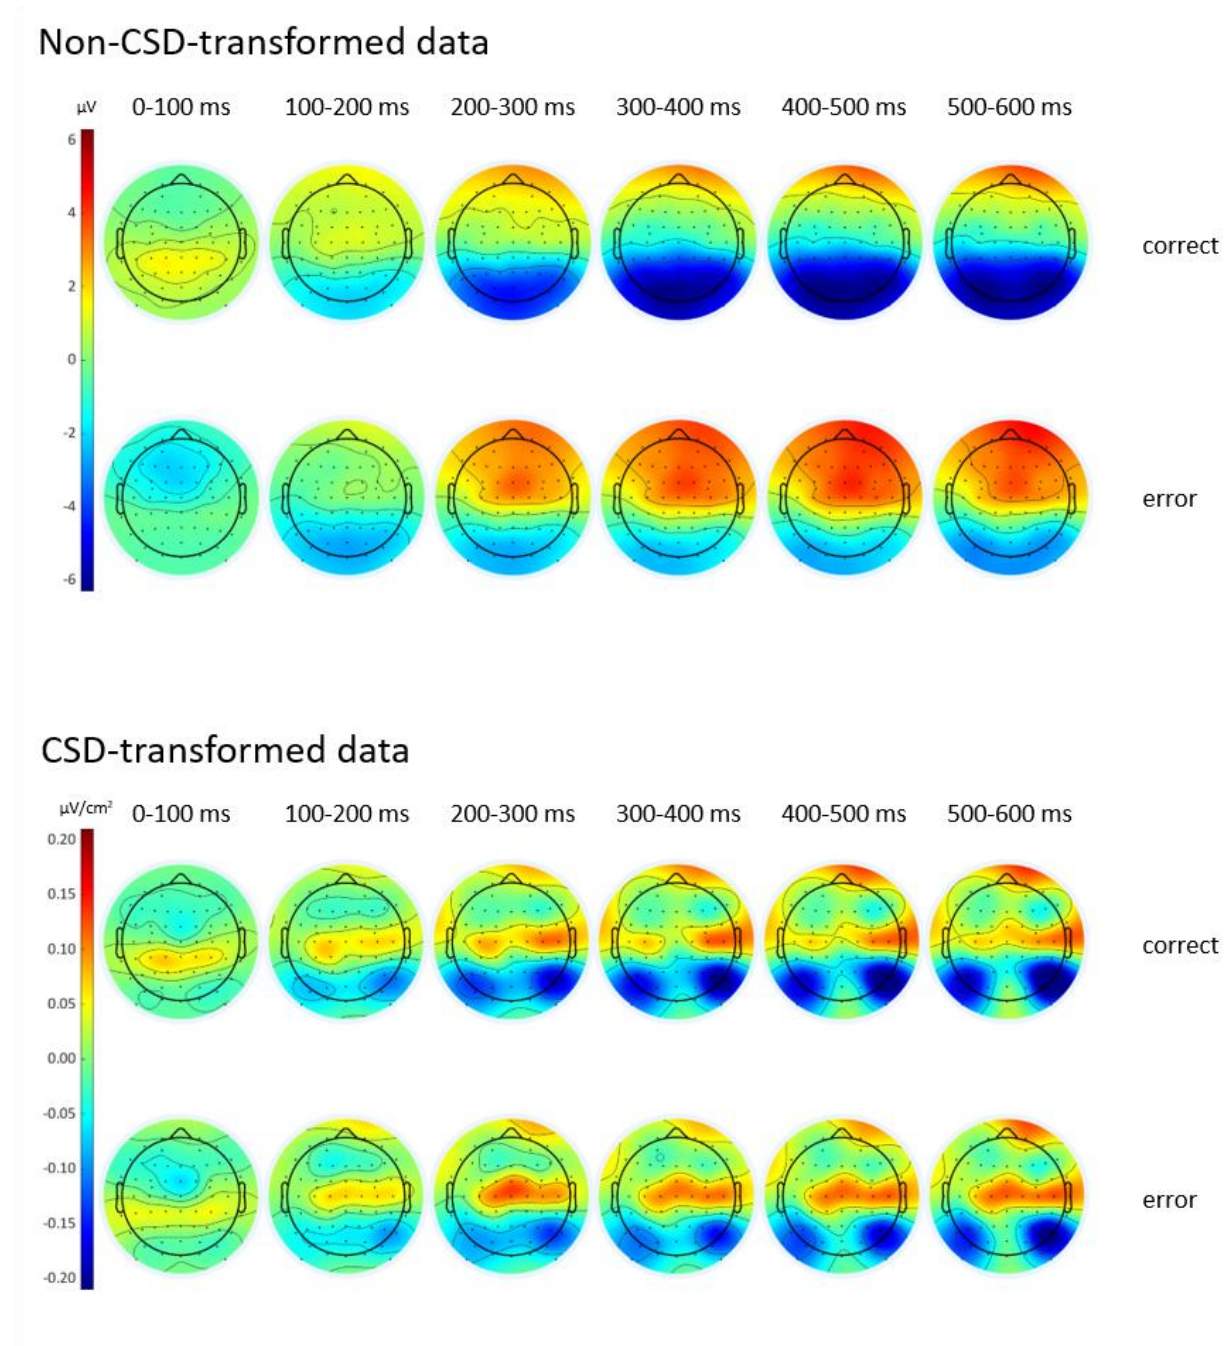 Non-CSD-transformed data
μV 0-100 ms 100-200 ms 200-300 ms 300-400 ms 400-500 ms 500-600 ms
6
4
2
0
-2
-4
-6
correct
error
CSD-transformed data
μV/cm² 0-100 ms 100-200 ms 200-300 ms 300-400 ms 400-500 ms 500-600 ms
0.20
0.15
0.10
0.05
0.00
-0.05
-0.10
-0.15
-0.20
correct
error